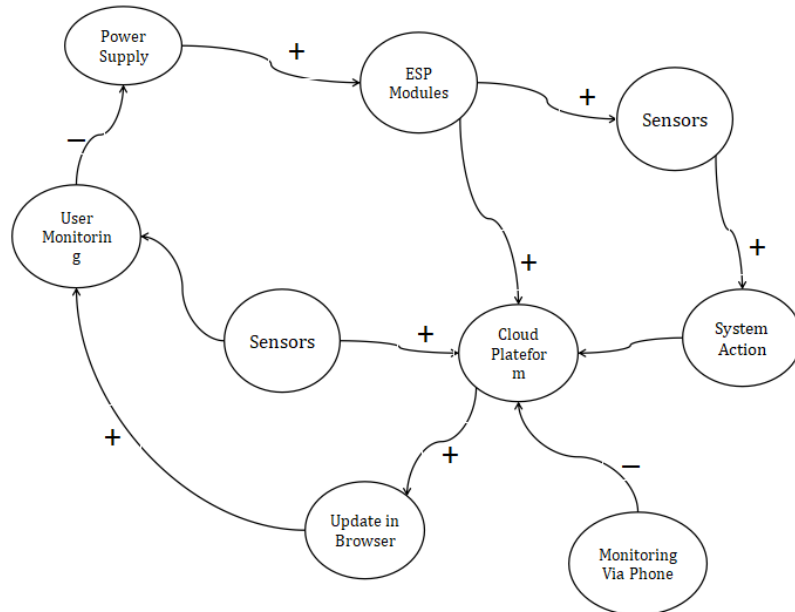 Power
Supply
+
ESP
Modules
+
Sensors
−
User
Monitorin
g
+
+
Sensors
+
Cloud
Platefor
m
System
Action
+
+
−
Update in
Browser
Monitoring
Via Phone